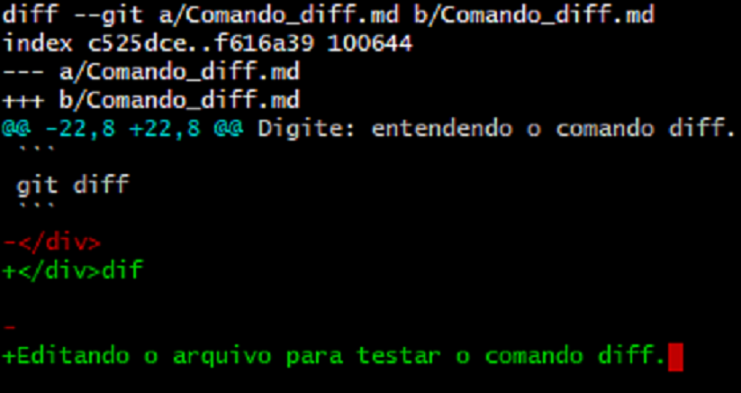 diff --git a/Comando_diff.md b/Comando_diff.md
index c525dce..f616a39 100644
--- a/Comando_diff.md
+++ b/Comando_diff.md
@@ -22,8 +22,8 @@ Digite: entendendo o comando diff.
 ```
 git diff
 ```
-</div>
+</div>dif

-
+Editando o arquivo para testar o comando diff.